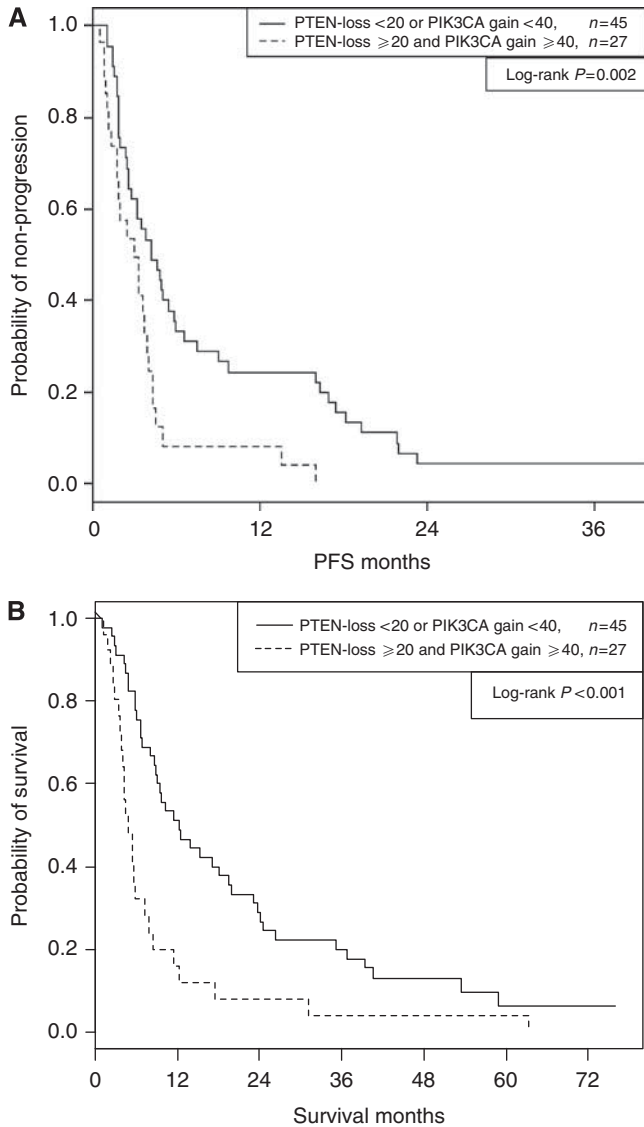 A
PTEN-loss <20 or PIK3CA gain <40, n=45
PTEN-loss ⩾20 and PIK3CA gain ⩾40, n=27
Log-rank P=0.002
1.0
0.8
0.6
0.4
0.2
0.0
Probability of non-progression
0 12 24 36
PFS months
B
PTEN-loss <20 or PIK3CA gain <40, n=45
PTEN-loss ⩾20 and PIK3CA gain ⩾40, n=27
Log-rank P<0.001
1.0
0.8
0.6
0.4
0.2
0.0
Probability of survival
0 12 24 36 48 60 72
Survival months